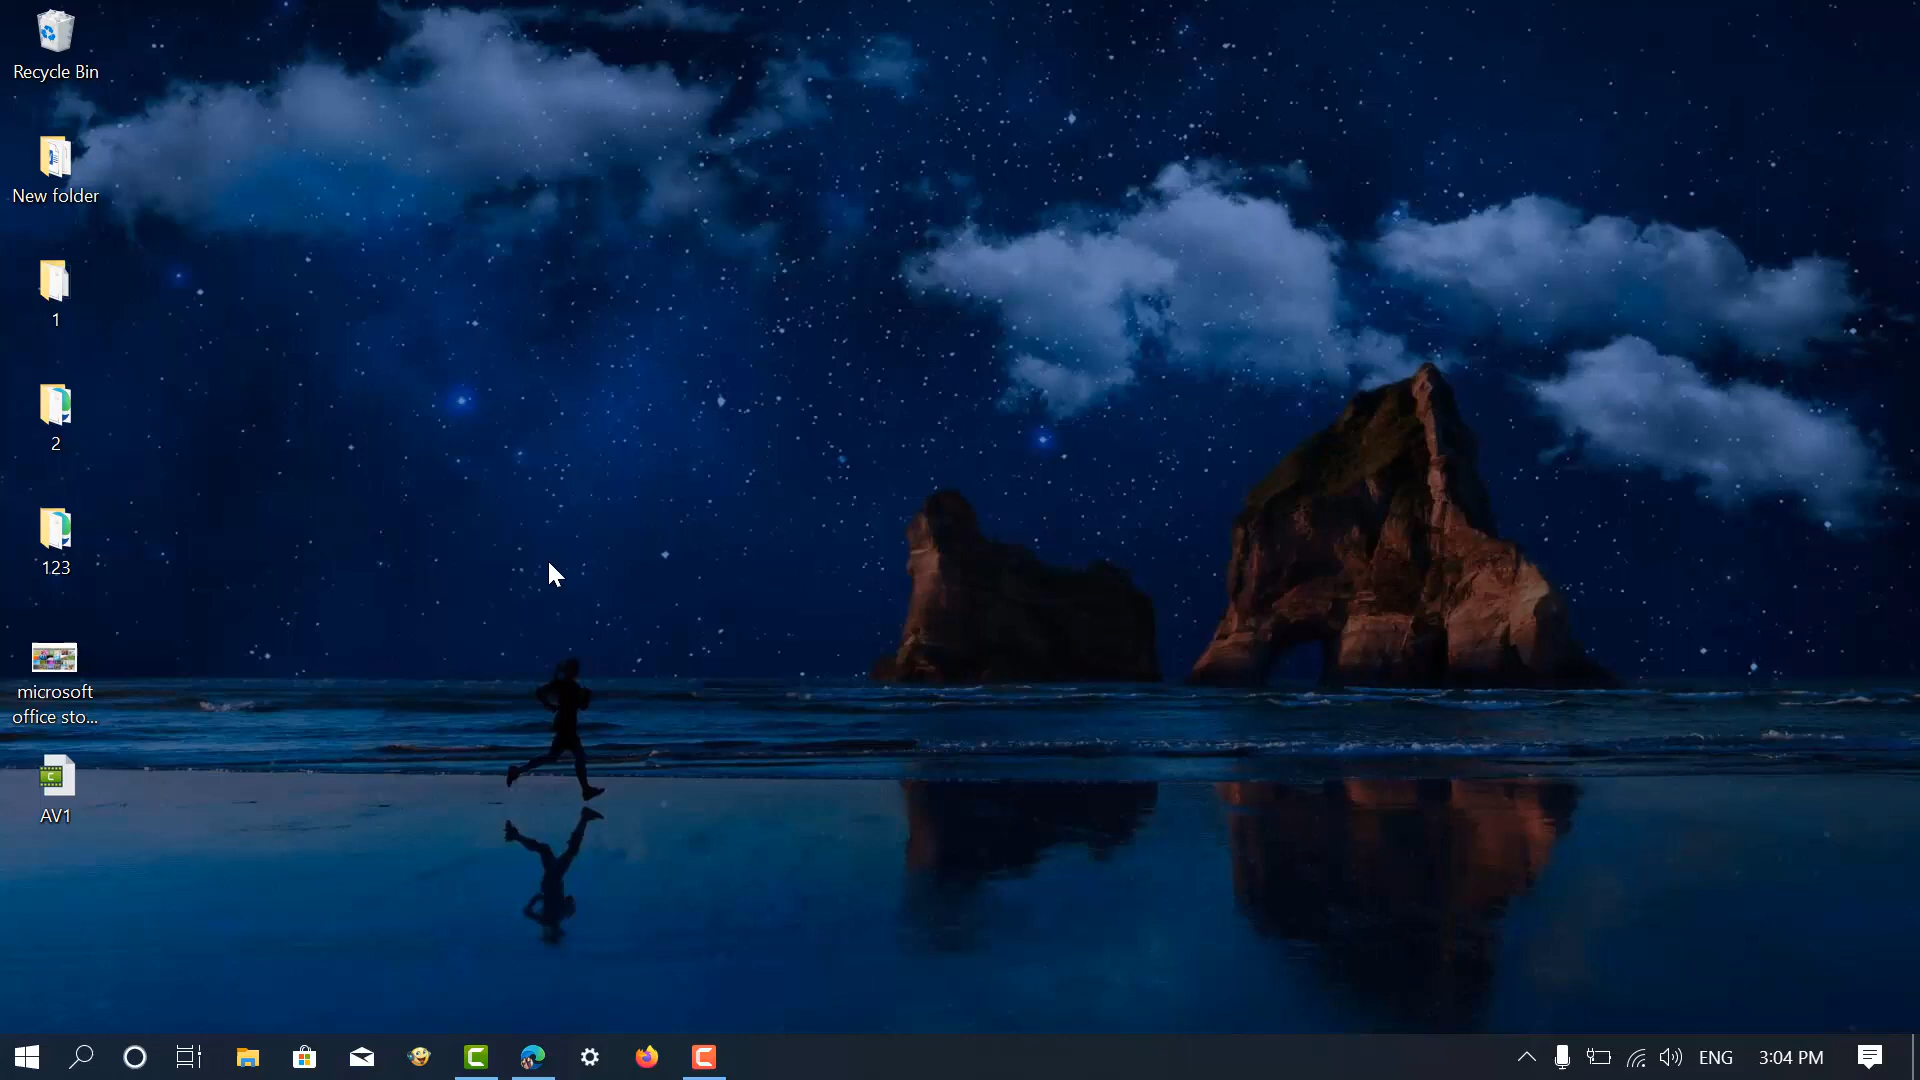 Recycle Bin
New folder
1
2
123
microsoft
office sto...
AV1
ENG
3:04 PM